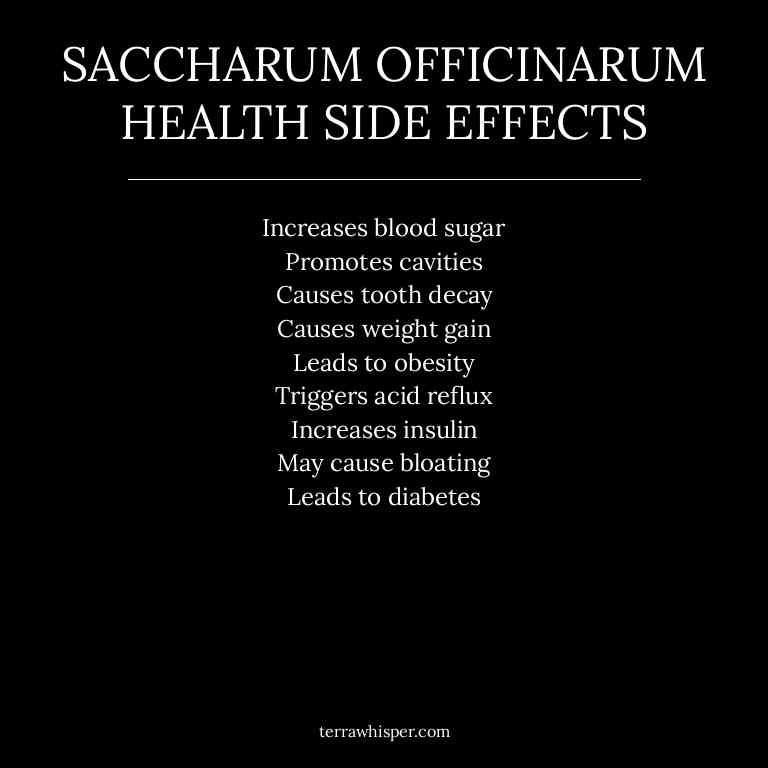 SACCHARUM OFFICINARUM
HEALTH SIDE EFFECTS
Increases blood sugar
Promotes cavities
Causes tooth decay
Causes weight gain
Leads to obesity
Triggers acid reflux
Increases insulin
May cause bloating
Leads to diabetes
terrawhisper.com